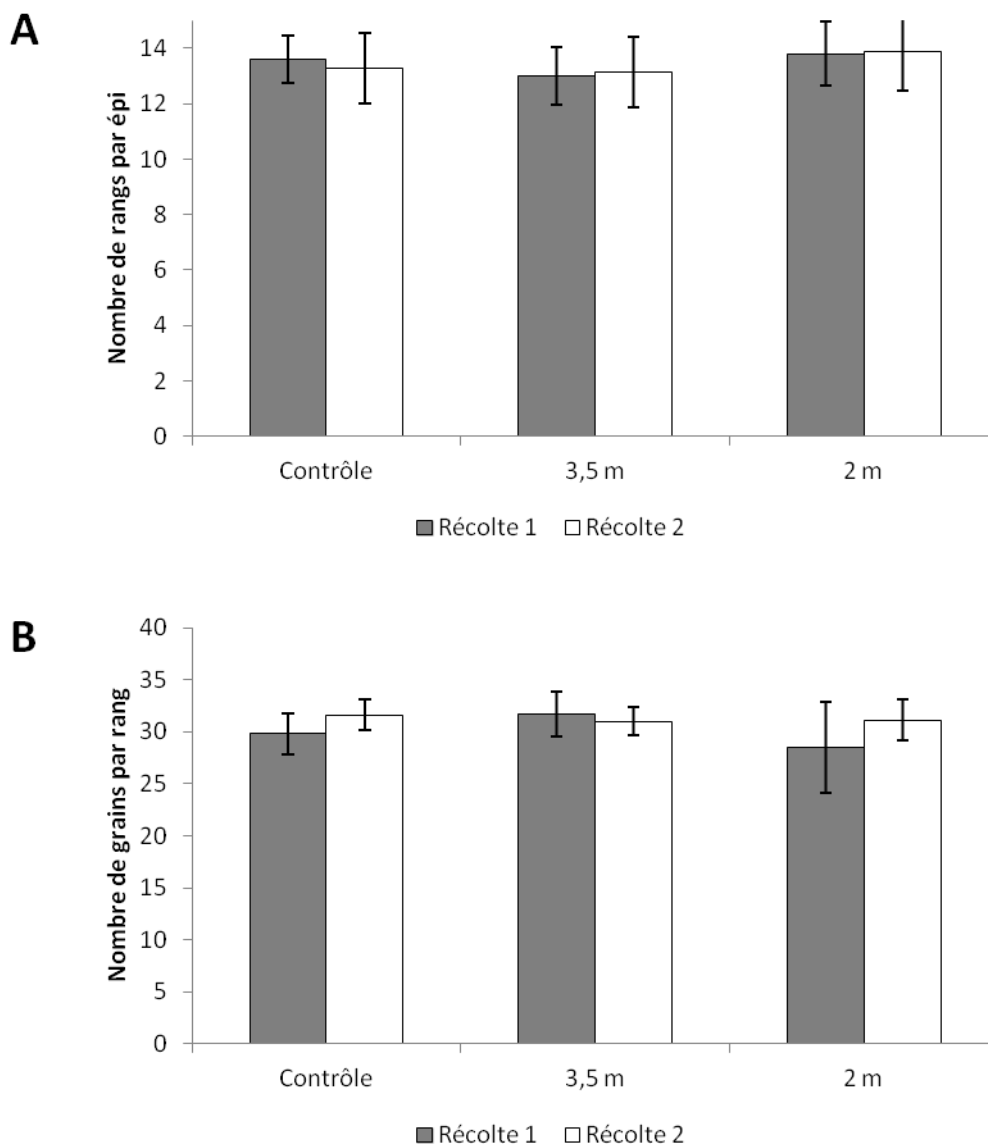 A
Nombre de rangs par épi
14
12
10
8
6
4
2
0
Contrôle 3,5 m 2 m
Récolte 1 Récolte 2
B
Nombre de grains par rang
40
35
30
25
20
15
10
5
0
Contrôle 3,5 m 2 m
Récolte 1 Récolte 2